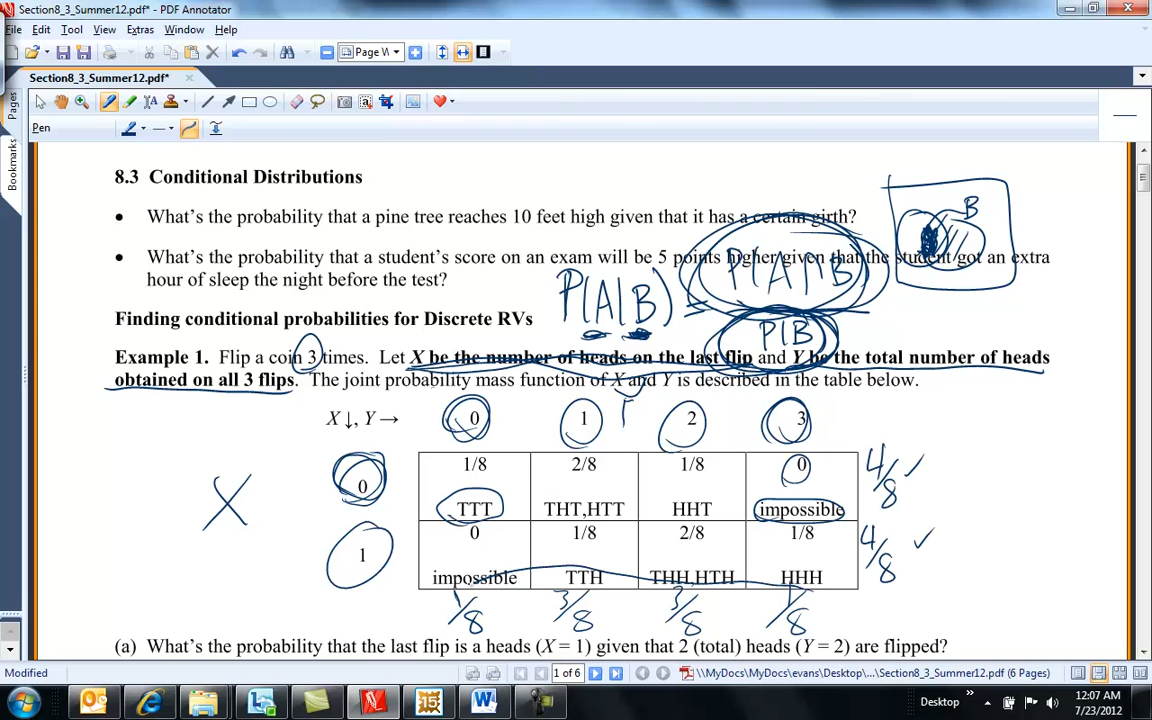 Section8_3_Summer12.pdf* - PDF Annotator
File Edit Tool View Extras Window Help
Page W
Section8_3_Summer12.pdf*
Pen
Pages
Bookmarks
8.3 Conditional Distributions
• What's the probability that a pine tree reaches 10 feet high given that it has a certain girth?
B
• What's the probability that a student's score on an exam will be 5 points higher given that the student got an extra
hour of sleep the night before the test?
P(A|B) = P(A∩B)
P(B)
Finding conditional probabilities for Discrete RVs
Example 1. Flip a coin 3 times. Let X be the number of heads on the last flip and Y be the total number of heads
obtained on all 3 flips. The joint probability mass function of X and Y is described in the table below.
X ↓, Y → 0 1 2 3
X
0 1/8 2/8 1/8 0 4/8 ✓
TTT THT,HTT HHT impossible
1 0 1/8 2/8 1/8 4/8 ✓
impossible TTH THH,HTH HHH
1/8 3/8 3/8 1/8
(a) What's the probability that the last flip is a heads (X = 1) given that 2 (total) heads (Y = 2) are flipped?
Modified 1 of 6 \\MyDocs\MyDocs\evans\Desktop\...\Section8_3_Summer12.pdf (6 Pages)
Desktop » 12:07 AM
7/23/2012